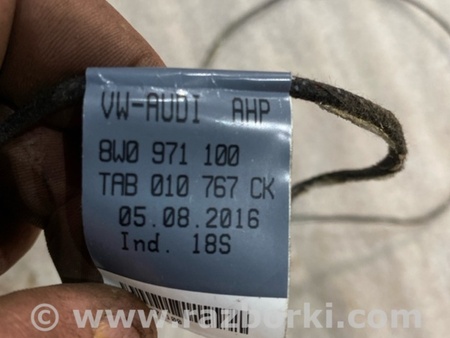 VW-AUDI AHP
8W0 971 100
TAB 010 767 CK
05.08.2016
Ind. 18S
© www.razborki.com